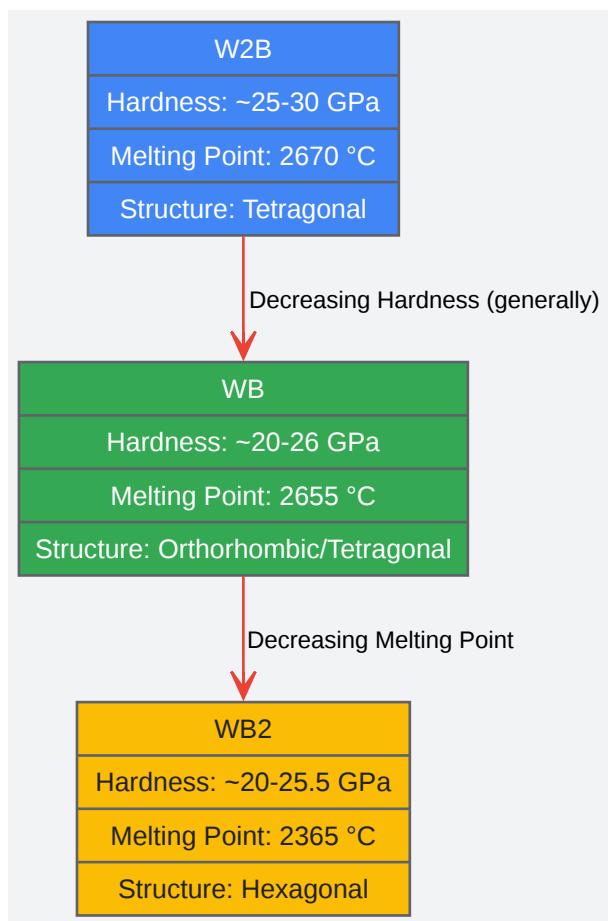 W2B
Hardness: ~25-30 GPa
Melting Point: 2670 °C
Structure: Tetragonal
Decreasing Hardness (generally)
WB
Hardness: ~20-26 GPa
Melting Point: 2655 °C
Structure: Orthorhombic/Tetragonal
Decreasing Melting Point
WB2
Hardness: ~20-25.5 GPa
Melting Point: 2365 °C
Structure: Hexagonal